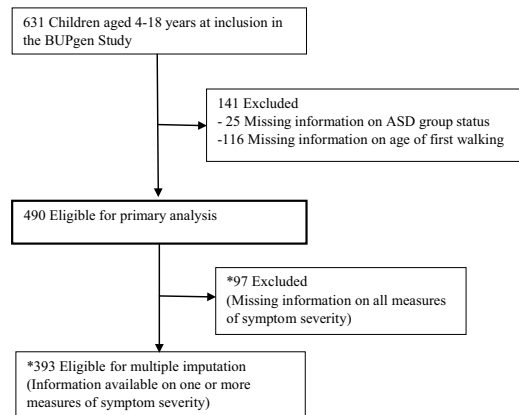 631 Children aged 4-18 years at inclusion in
the BUPgen Study
141 Excluded
- 25 Missing information on ASD group status
-116 Missing information on age of first walking
490 Eligible for primary analysis
*97 Excluded
(Missing information on all measures
of symptom severity)
*393 Eligible for multiple imputation
(Information available on one or more
measures of symptom severity)